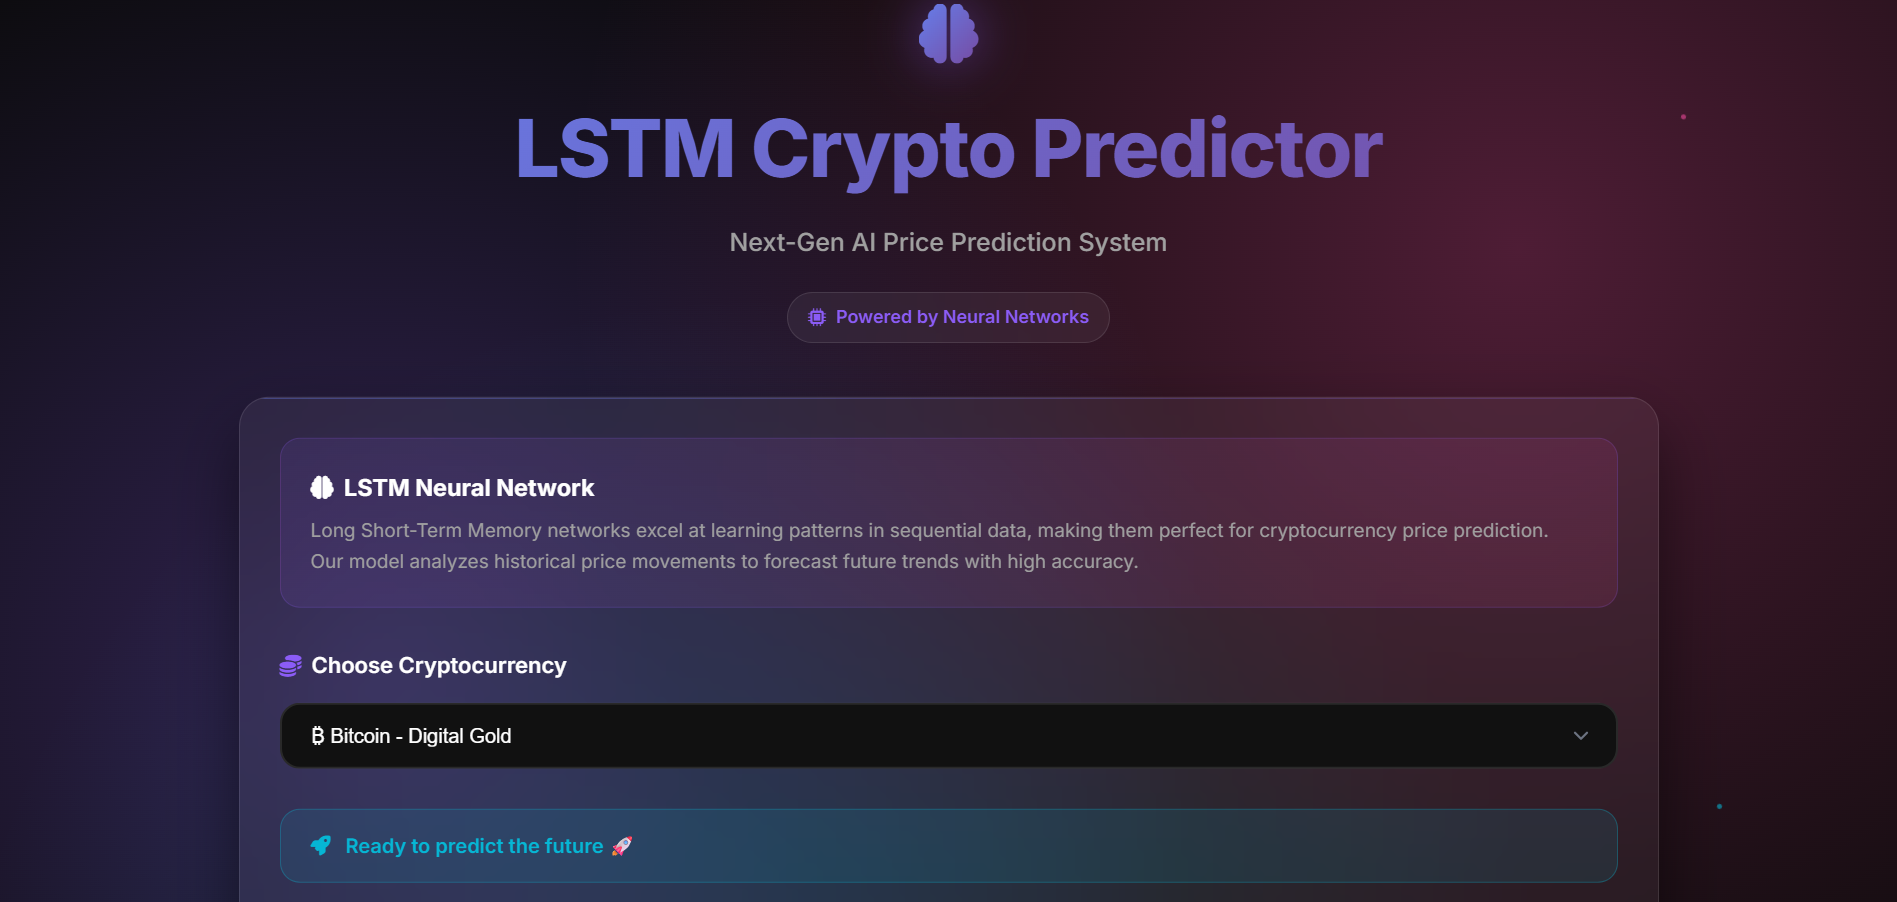 LSTM Crypto Predictor
Next-Gen AI Price Prediction System
Powered by Neural Networks
LSTM Neural Network
Long Short-Term Memory networks excel at learning patterns in sequential data, making them perfect for cryptocurrency price prediction.
Our model analyzes historical price movements to forecast future trends with high accuracy.
Choose Cryptocurrency
₿ Bitcoin - Digital Gold
Ready to predict the future 🚀